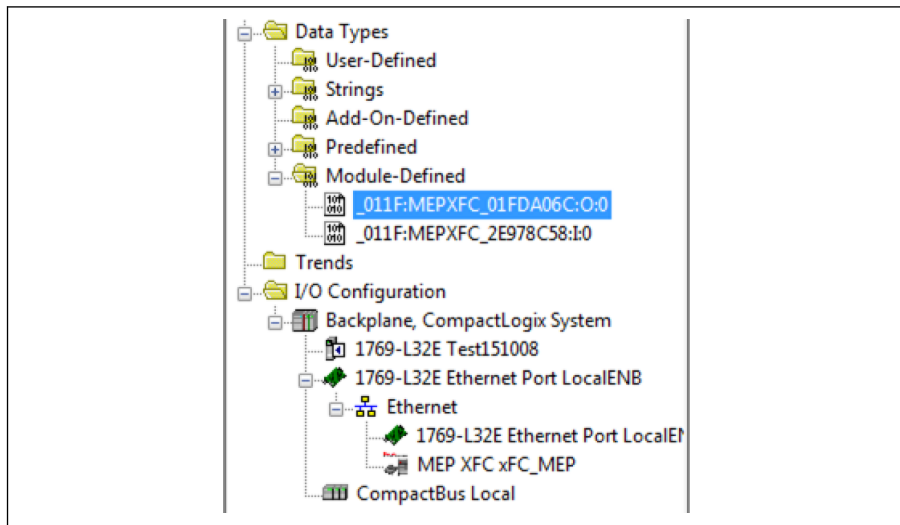 Data Types
User-Defined
Strings
Add-On-Defined
Predefined
Module-Defined
_011F:MEPXFC_01FDA06C:O:0
_011F:MEPXFC_2E978C58:I:0
Trends
I/O Configuration
Backplane, CompactLogix System
1769-L32E Test151008
1769-L32E Ethernet Port LocalENB
Ethernet
1769-L32E Ethernet Port
MEP XFC xFC_MEP
CompactBus Local